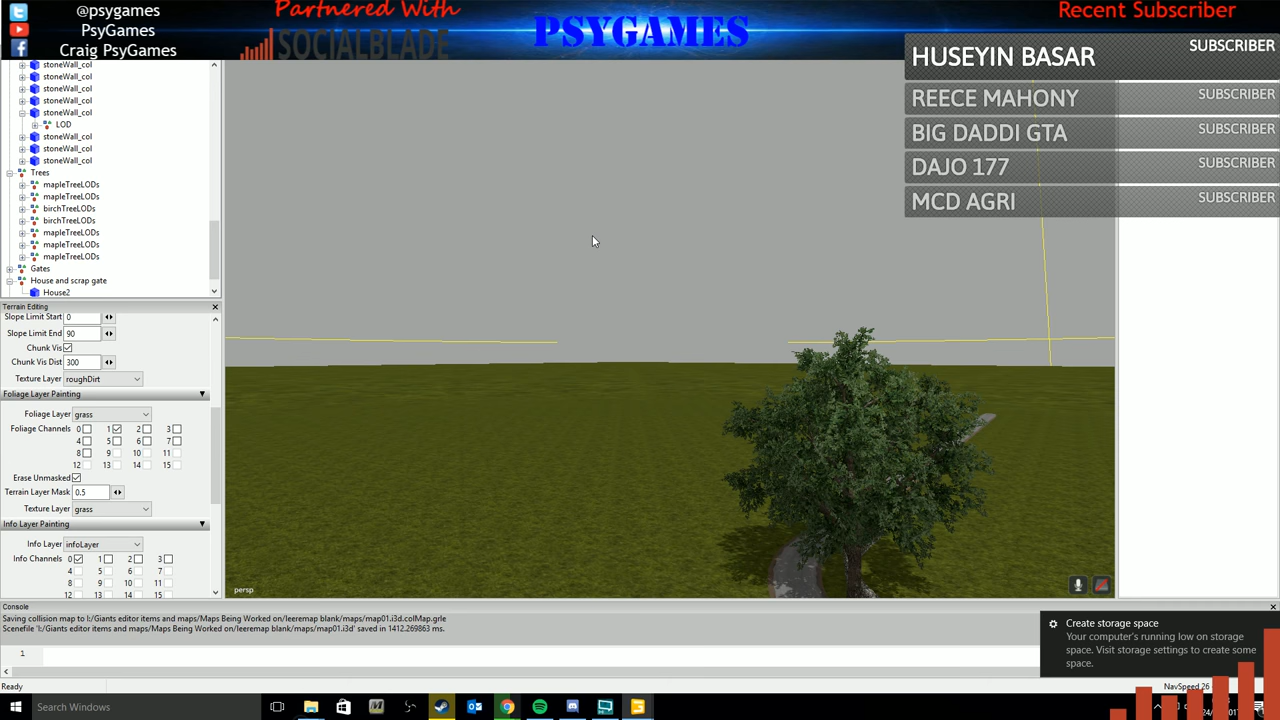 @psygames
PsyGames
Craig PsyGames
Partnered With
SOCIALBLADE
PSYGAMES
Recent Subscriber
HUSEYIN BASAR SUBSCRIBER
REECE MAHONY SUBSCRIBER
BIG DADDI GTA SUBSCRIBER
DAJO 177 SUBSCRIBER
MCD AGRI SUBSCRIBER
stoneWall_col
stoneWall_col
stoneWall_col
stoneWall_col
stoneWall_col
LOD
stoneWall_col
stoneWall_col
stoneWall_col
Trees
mapleTreeLODs
mapleTreeLODs
birchTreeLODs
birchTreeLODs
mapleTreeLODs
mapleTreeLODs
mapleTreeLODs
Gates
House and scrap gate
House2
Terrain Editing
Slope Limit Start 0
Slope Limit End 90
Chunk Vis
Chunk Vis Dist 300
Texture Layer roughDirt
Foliage Layer Painting
Foliage Layer grass
Foliage Channels 0 1 2 3
4 5 6 7
8 9 10 11
12 13 14 15
Erase Unmasked
Terrain Layer Mask 0.5
Texture Layer grass
Info Layer Painting
Info Layer infoLayer
Info Channels 0 1 2 3
4 5 6 7
8 9 10 11
12 13 14 15
persp
Console
Saving collision map to I:/Giants editor items and maps/Maps Being Worked on/leeremap blank/maps/map01.i3d.colMap.grle
Scenefile 'I:/Giants editor items and maps/Maps Being Worked on/leeremap blank/maps/map01.i3d' saved in 1412.269863 ms.
1
Create storage space
Your computer's running low on storage
space. Visit storage settings to create some
space.
Ready
NavSpeed 26
Search Windows